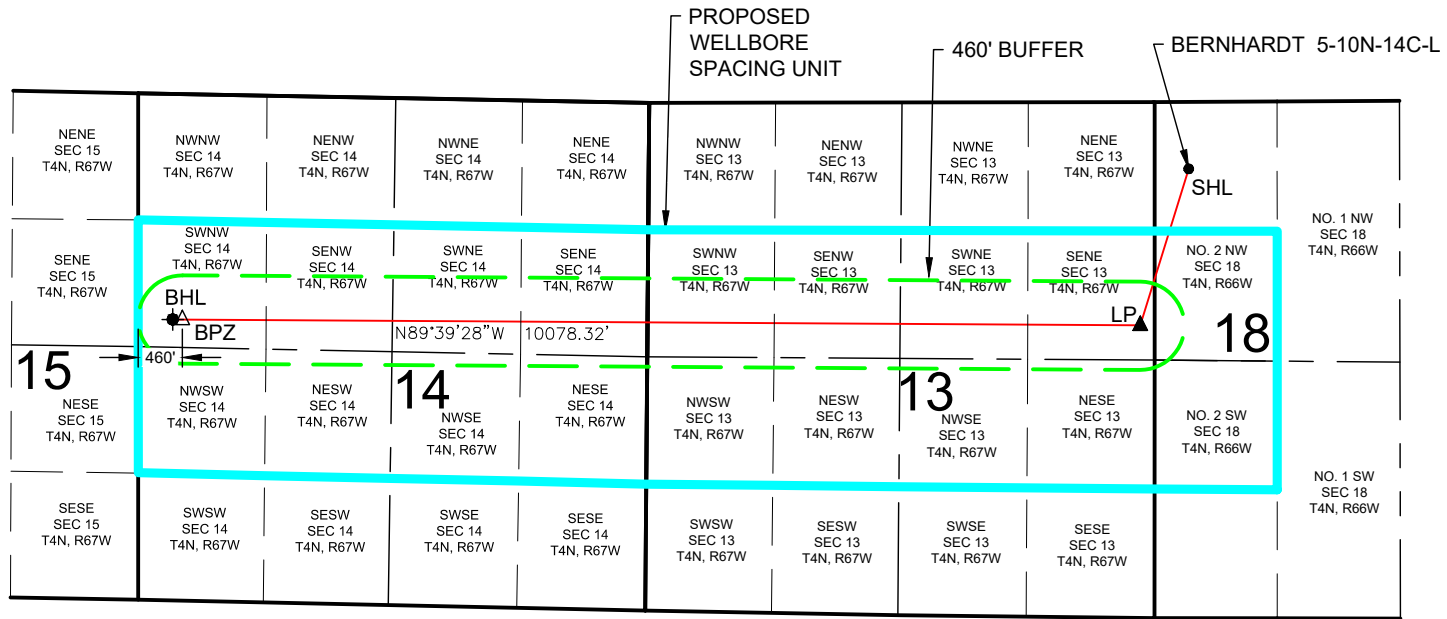 PROPOSED
WELLBORE
SPACING UNIT
460' BUFFER
BERNHARDT 5-10N-14C-L
NENE
SEC 15
T4N, R67W
NWNW
SEC 14
T4N, R67W
NENW
SEC 14
T4N, R67W
NWNE
SEC 14
T4N, R67W
NENE
SEC 14
T4N, R67W
NWNW
SEC 13
T4N, R67W
NENW
SEC 13
T4N, R67W
NWNE
SEC 13
T4N, R67W
NENE
SEC 13
T4N, R67W
SHL
NO. 1 NW
SEC 18
T4N, R66W
SENE
SEC 15
T4N, R67W
SWNW
SEC 14
T4N, R67W
SENW
SEC 14
T4N, R67W
SWNE
SEC 14
T4N, R67W
SENE
SEC 14
T4N, R67W
SWNW
SEC 13
T4N, R67W
SENW
SEC 13
T4N, R67W
SWNE
SEC 13
T4N, R67W
SENE
SEC 13
T4N, R67W
NO. 2 NW
SEC 18
T4N, R66W
BHL
BPZ
N89°39'28"W 10078.32'
LP
18
460'
15
14
13
NESE
SEC 15
T4N, R67W
NWSW
SEC 14
T4N, R67W
NESW
SEC 14
T4N, R67W
NWSE
SEC 14
T4N, R67W
NESE
SEC 14
T4N, R67W
NWSW
SEC 13
T4N, R67W
NESW
SEC 13
T4N, R67W
NWSE
SEC 13
T4N, R67W
NESE
SEC 13
T4N, R67W
NO. 2 SW
SEC 18
T4N, R66W
NO. 1 SW
SEC 18
T4N, R66W
SESE
SEC 15
T4N, R67W
SWSW
SEC 14
T4N, R67W
SESW
SEC 14
T4N, R67W
SWSE
SEC 14
T4N, R67W
SESE
SEC 14
T4N, R67W
SWSW
SEC 13
T4N, R67W
SESW
SEC 13
T4N, R67W
SWSE
SEC 13
T4N, R67W
SESE
SEC 13
T4N, R67W